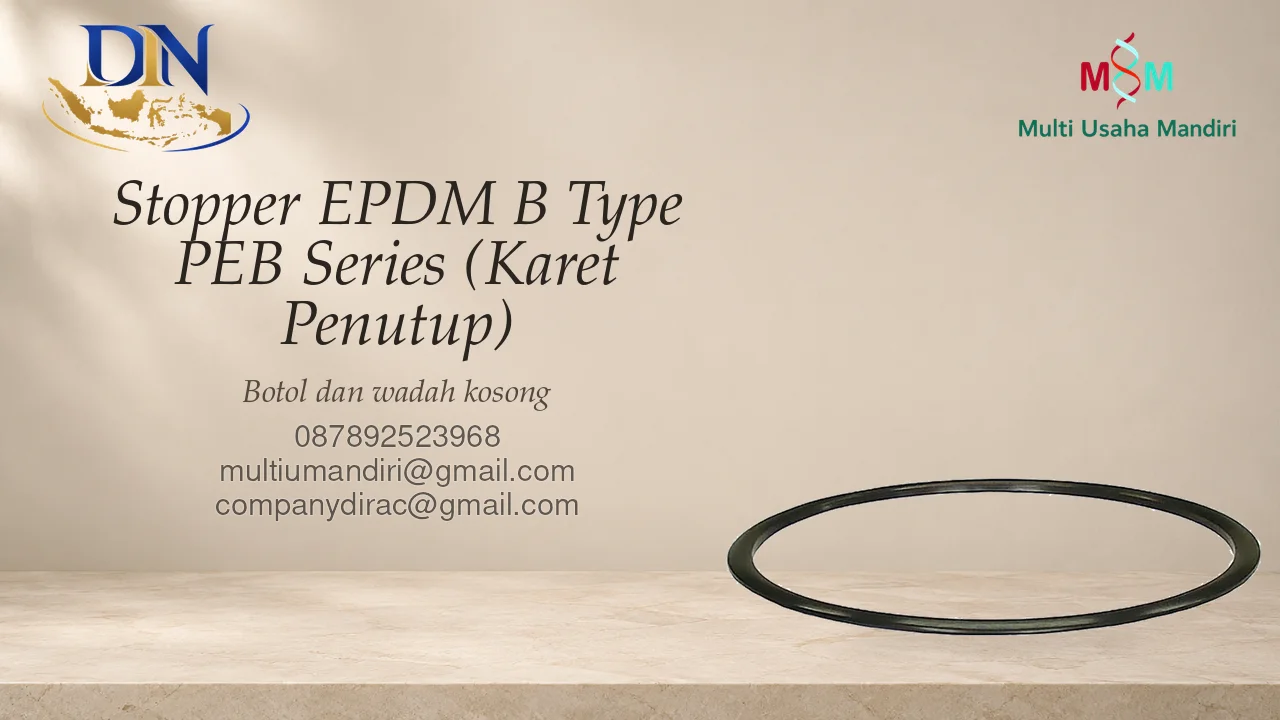 DIN
M M
Multi Usaha Mandiri
Stopper EPDM B Type
PEB Series (Karet
Penutup)
Botol dan wadah kosong
087892523968
multiumandiri@gmail.com
companydirac@gmail.com